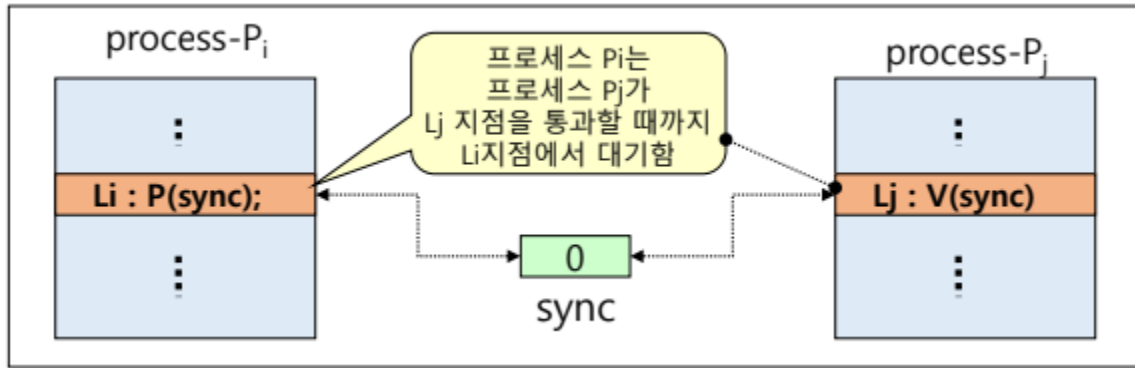 process-Pi
프로세스 Pi는
프로세스 Pj가
Lj 지점을 통과할 때까지
Li지점에서 대기함
process-Pj
Li : P(sync);
Lj : V(sync)
0
sync